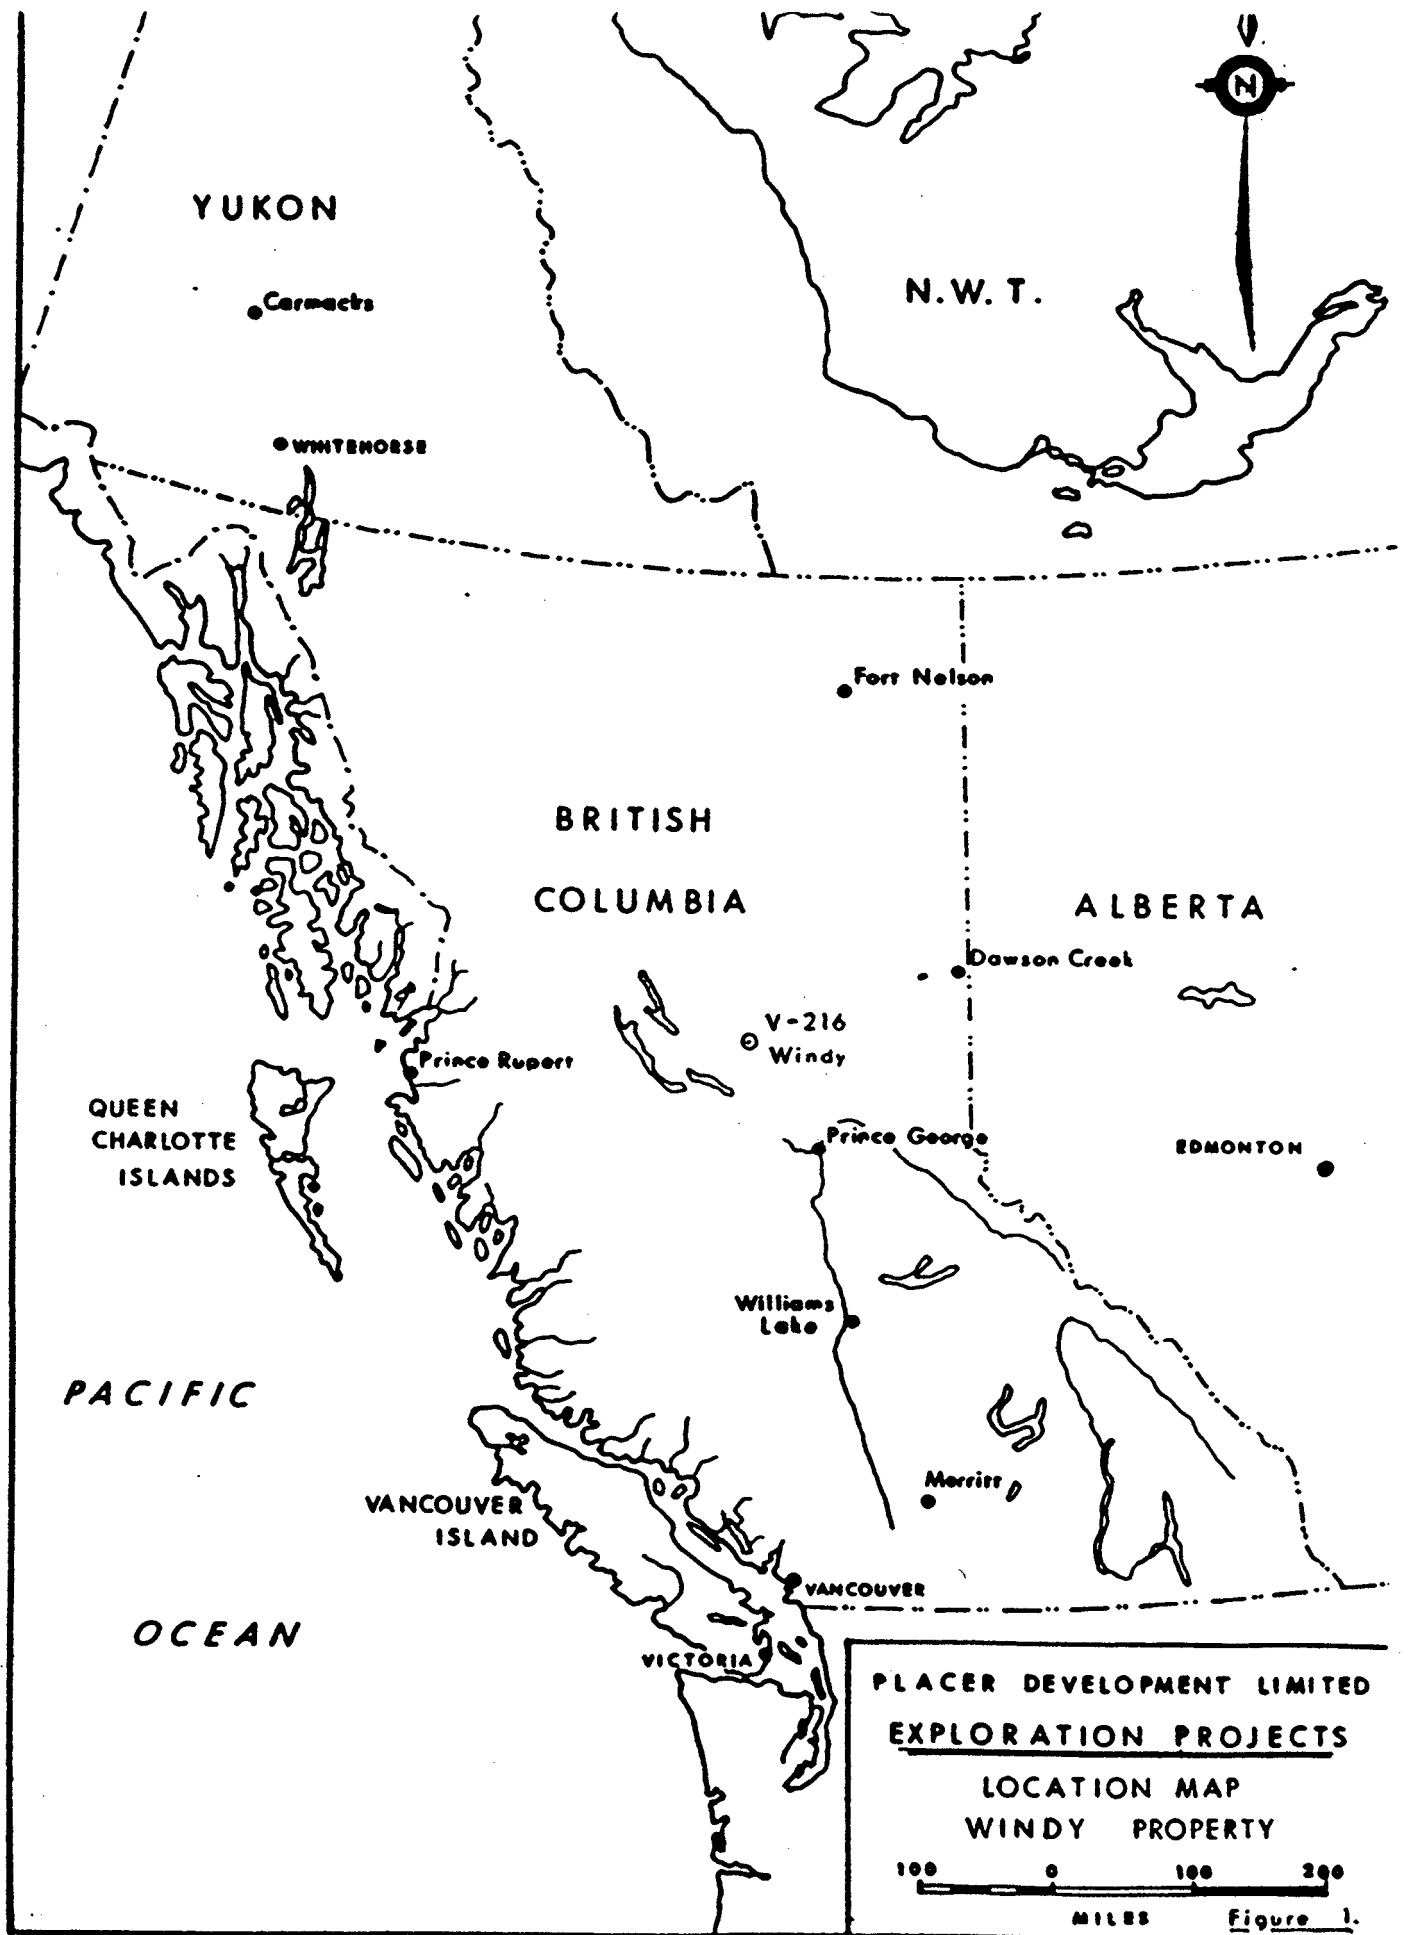 N
YUKON
N.W.T.
Carmacks
WHITEHORSE
Fort Nelson
BRITISH
COLUMBIA
ALBERTA
Dawson Creek
V-216
Windy
Prince Rupert
QUEEN
CHARLOTTE
ISLANDS
Prince George
EDMONTON
Williams
Lake
PACIFIC
Merritt
VANCOUVER
ISLAND
VANCOUVER
OCEAN
VICTORIA
PLACER DEVELOPMENT LIMITED
EXPLORATION PROJECTS
LOCATION MAP
WINDY PROPERTY
100 0 100 200
MILES
Figure 1.